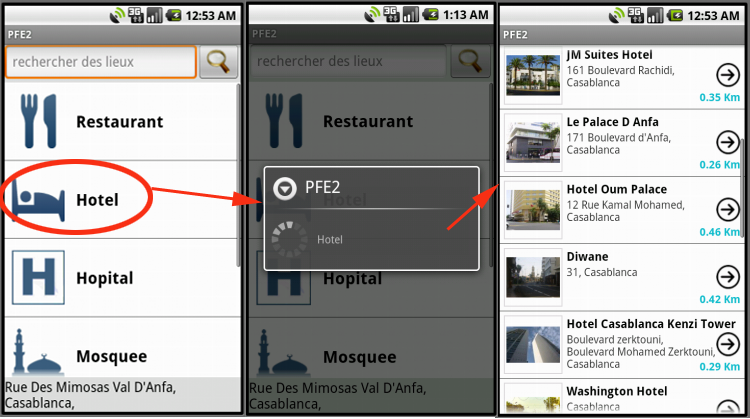 12:53 AM
PFE2
rechercher des lieux
Restaurant
Hotel
Hopital
Mosquee
Rue Des Mimosas Val D'Anfa,
Casablanca,
1:13 AM
PFE2
rechercher des lieux
Restaurant
Hotel
PFE2
Hotel
Hopital
Mosquee
Rue Des Mimosas Val D'Anfa,
Casablanca,
12:53 AM
PFE2
JM Suites Hotel
161 Boulevard Rachidi,
Casablanca
0.35 Km
Le Palace D Anfa
171 Boulevard d'Anfa,
Casablanca
0.26 Km
Hotel Oum Palace
12 Rue Kamal Mohamed,
Casablanca
0.46 Km
Diwane
31, Casablanca
0.42 Km
Hotel Casablanca Kenzi Tower
Boulevard zerktouni,
Boulevard Mohamed Zerktouni,
Casablanca
0.29 Km
Washington Hotel
Casablanca